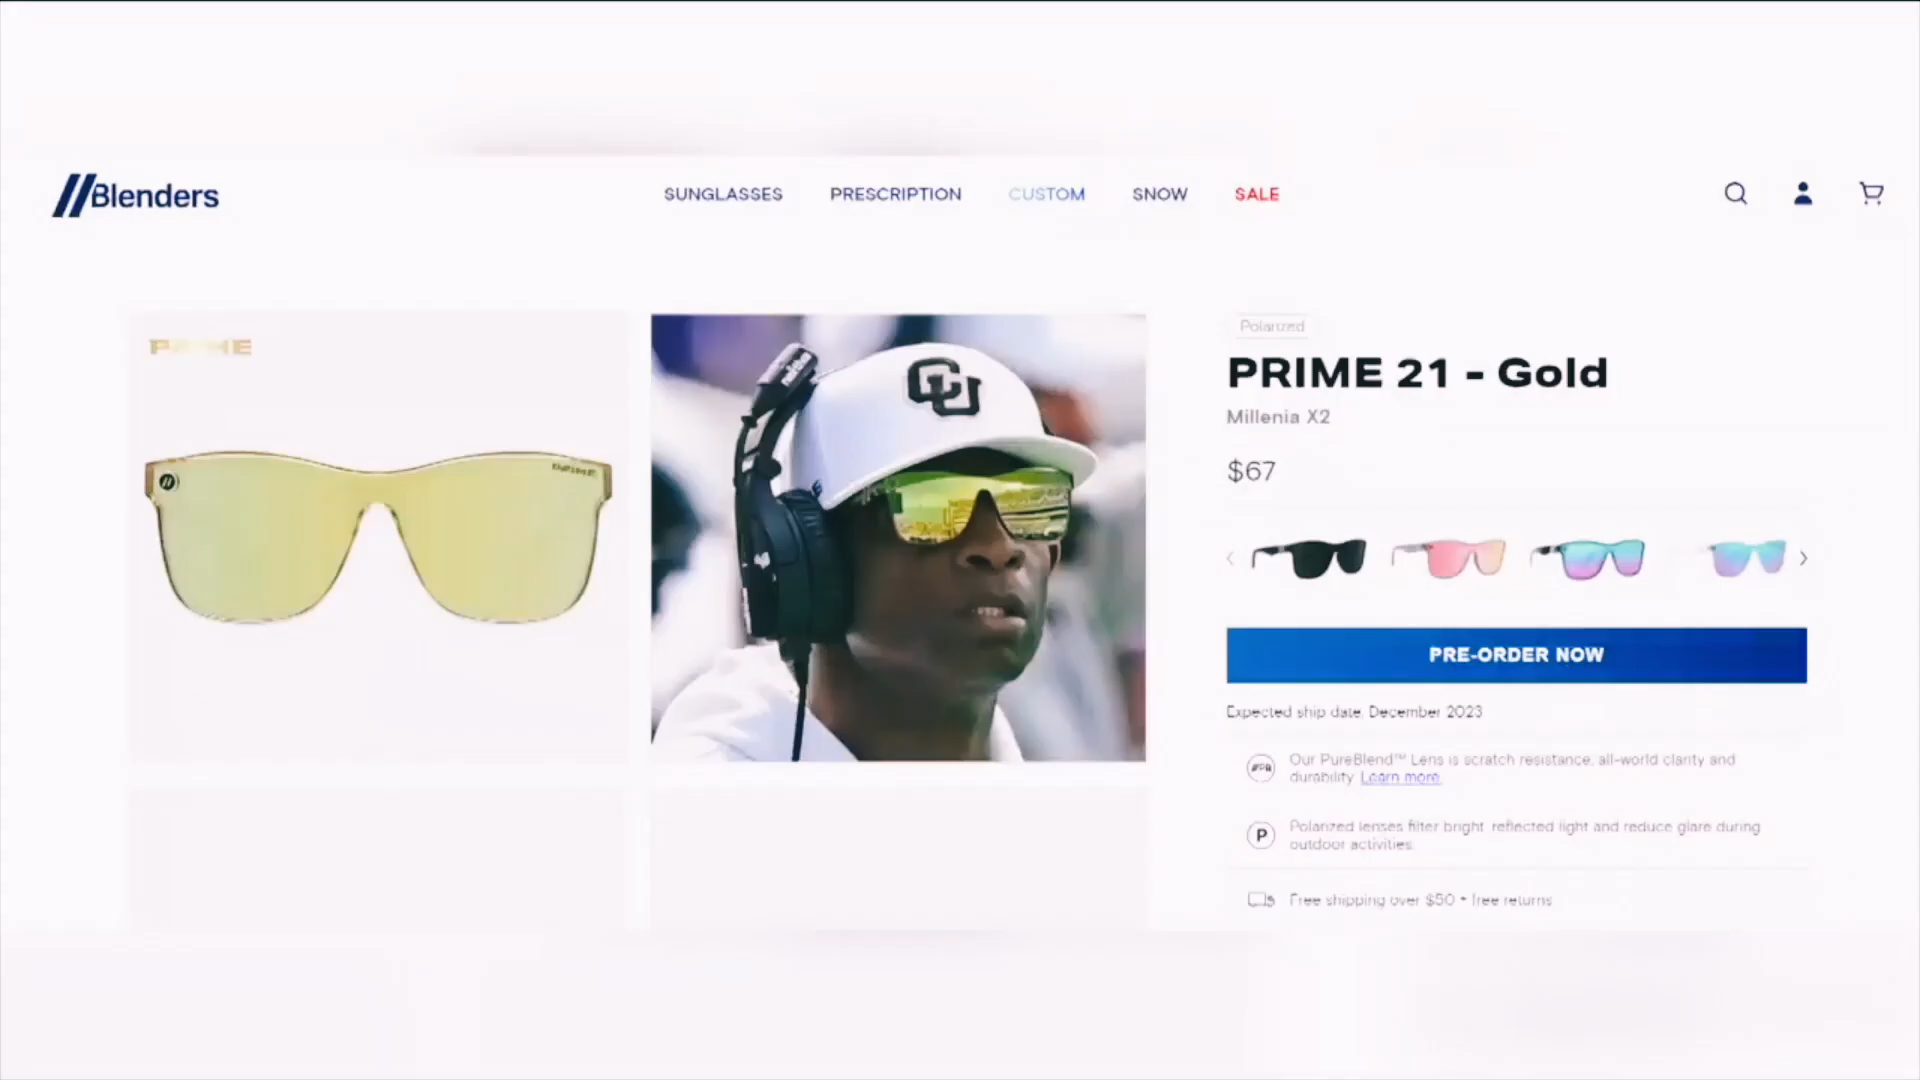 Blenders
SUNGLASSES PRESCRIPTION CUSTOM SNOW SALE
PRIME
PRIME
CU
Polarized
PRIME 21 - Gold
Millenia X2
$67
PRE-ORDER NOW
Expected ship date: December 2023
Our PureBlend™ Lens is scratch resistance, all-world clarity and
durability. Learn more.
P
Polarized lenses filter bright, reflected light and reduce glare during
outdoor activities.
Free shipping over $50 + free returns